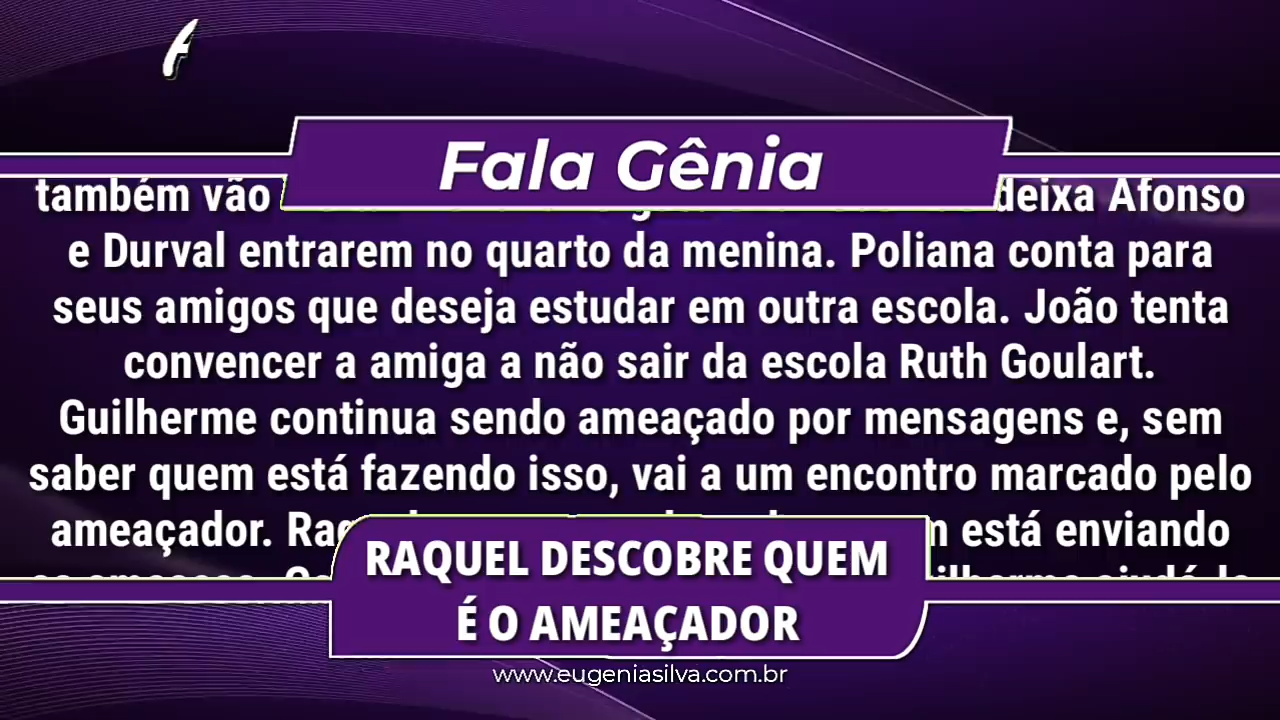 Fala Gênia
também vão deixa Afonso
e Durval entrarem no quarto da menina. Poliana conta para
seus amigos que deseja estudar em outra escola. João tenta
convencer a amiga a não sair da escola Ruth Goulart.
Guilherme continua sendo ameaçado por mensagens e, sem
saber quem está fazendo isso, vai a um encontro marcado pelo
ameaçador. está enviando
RAQUEL DESCOBRE QUEM
É O AMEAÇADOR
www.eugeniasilva.com.br